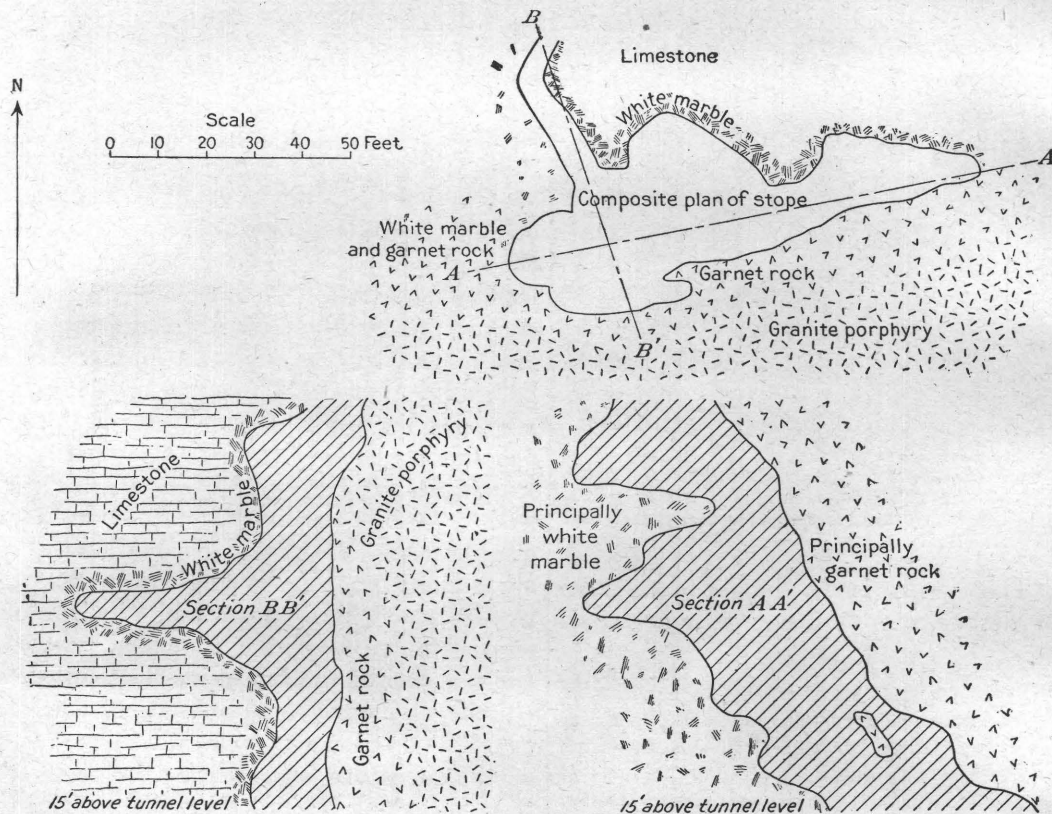 B
Limestone
N
White marble
Scale
0 10 20 30 40 50 Feet
A'
Composite plan of stope
White marble
and garnet rock
A
Garnet rock
Granite porphyry
B'
Limestone
White marble
Granite porphyry
Section BB'
Garnet rock
15' above tunnel level
Principally
white
marble
Principally
garnet rock
Section AA'
15' above tunnel level